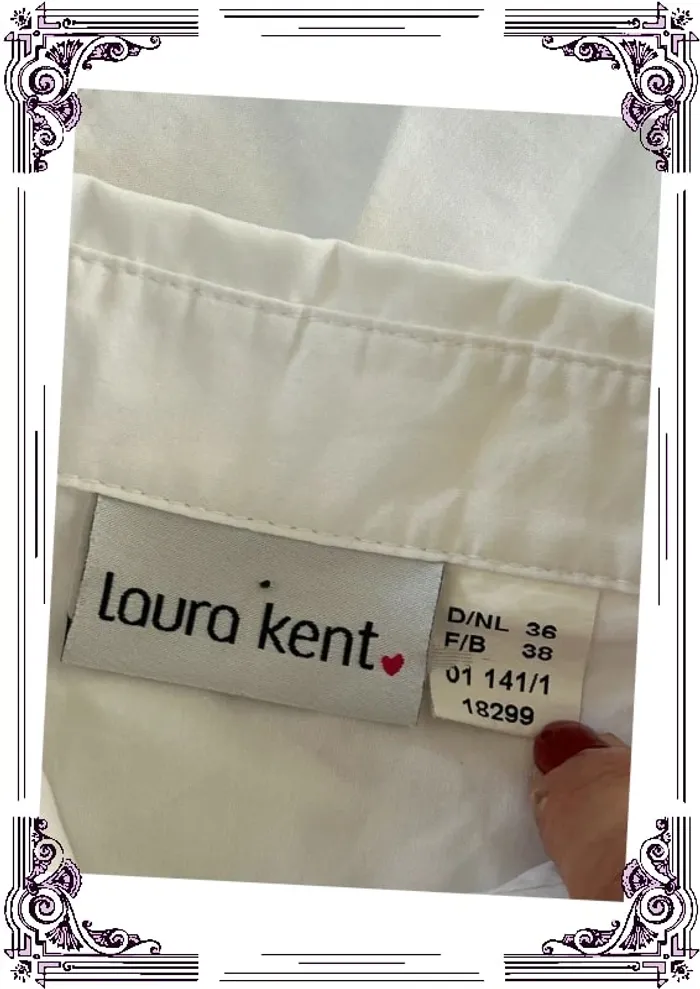 laura kent
D/NL 36
F/B 38
01 141/1
18299